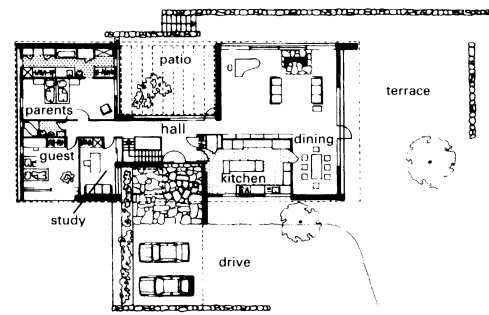 patio
terrace
parents
hall
dining
guest
kitchen
study
drive